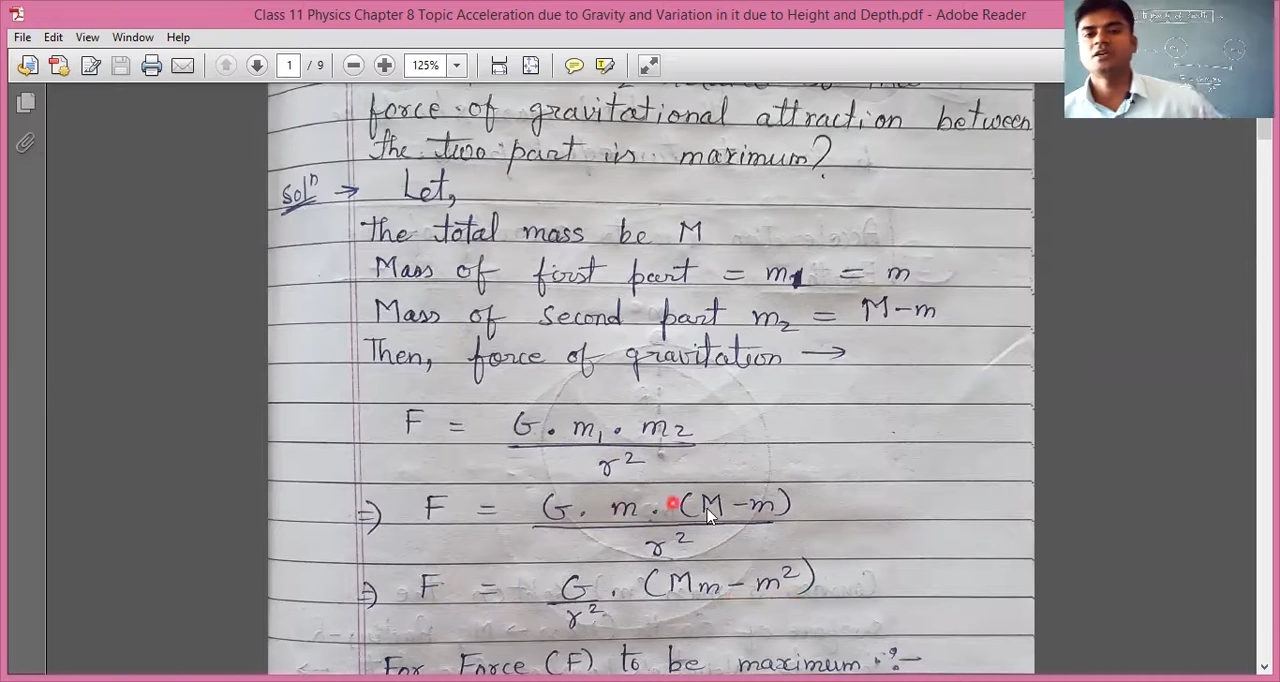 Class 11 Physics Chapter 8 Topic Acceleration due to Gravity and Variation in it due to Height and Depth.pdf - Adobe Reader
File Edit View Window Help
1 / 9 125%
force of gravitational attraction between
the two part is maximum?
Solⁿ → Let,
The total mass be M
Mass of first part = m₁ = m
Mass of second part m₂ = M-m
Then, force of gravitation →
F = G . m₁ . m₂ / r²
⇒ F = G . m . (M-m) / r²
⇒ F = G / r² . (Mm - m²)
For Force (F) to be maximum :-